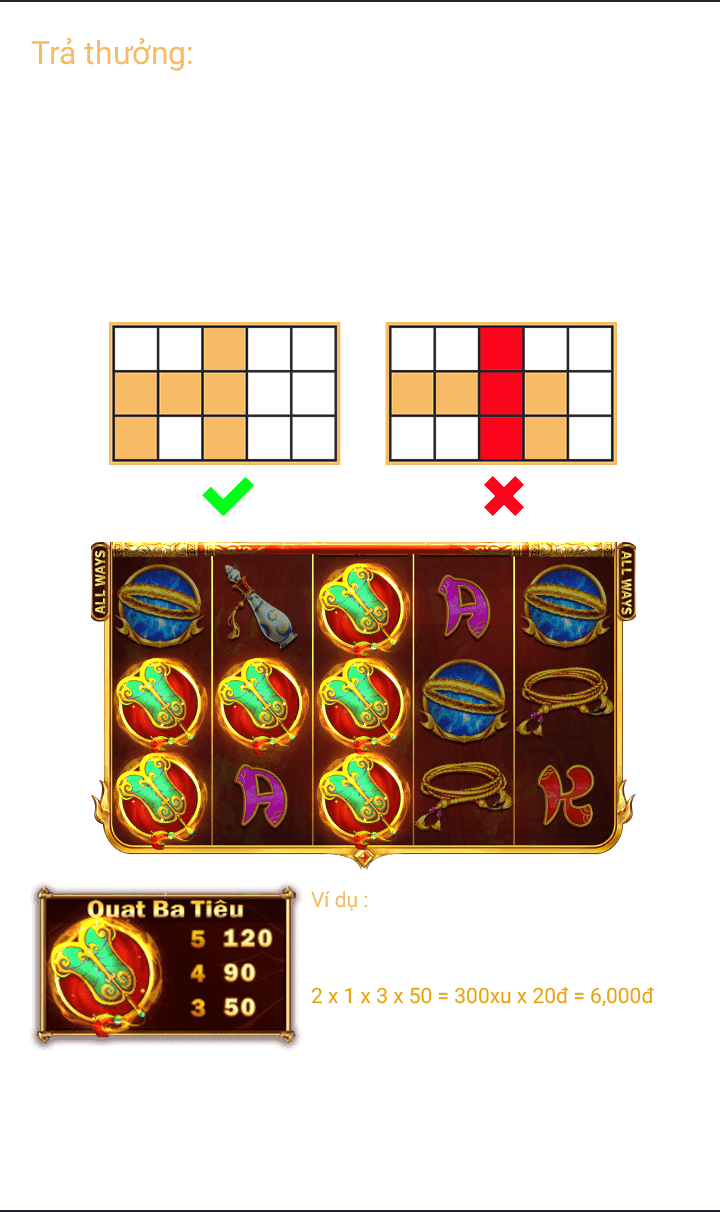 Trả thưởng:
ALL WAYS
ALL WAYS
A
A
K
Quạt Ba Tiêu
5 120
4 90
3 50
Ví dụ :
2 x 1 x 3 x 50 = 300xu x 20đ = 6,000đ